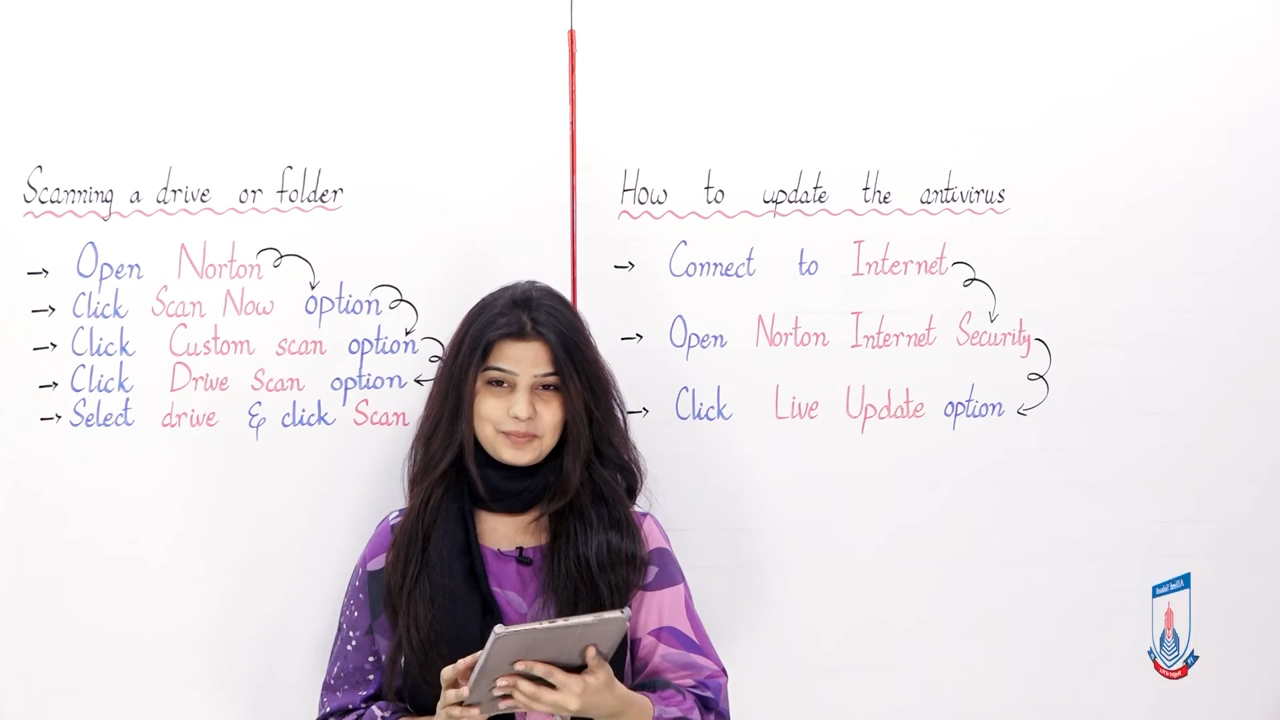 Scanning a drive or folder
→ Open Norton
→ Click Scan Now option
→ Click Custom scan option
→ Click Drive Scan option
→ Select drive & click Scan
How to update the antivirus
→ Connect to Internet
→ Open Norton Internet Security
→ Click Live Update option